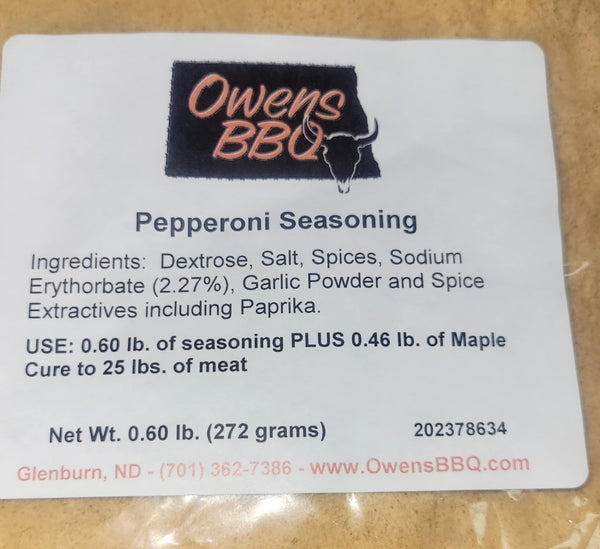 Owens
BBQ
Pepperoni Seasoning
Ingredients: Dextrose, Salt, Spices, Sodium
Erythorbate (2.27%), Garlic Powder and Spice
Extractives including Paprika.
USE: 0.60 lb. of seasoning PLUS 0.46 lb. of Maple
Cure to 25 lbs. of meat
Net Wt. 0.60 lb. (272 grams) 202378634
Glenburn, ND - (701) 362-7386 - www.OwensBBQ.com